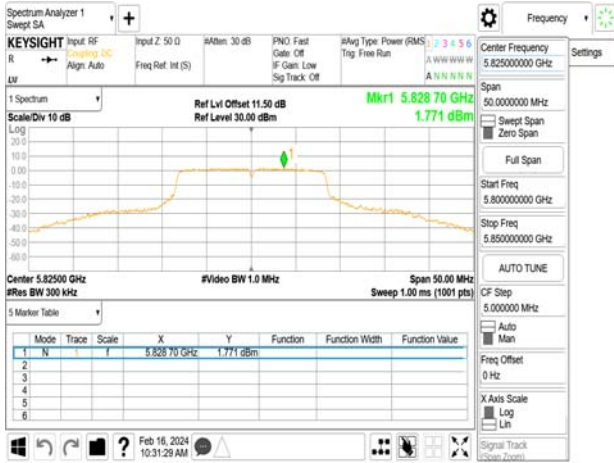 Spectrum Analyzer 1
Swept SA
Frequency
KEYSIGHT Input: RF Input Z: 50 Ω #Atten: 30 dB PNO: Fast #Avg Type: Power (RMS 1 2 3 4 5 6
R Coupling: DC Gate: Off Trig: Free Run
Align: Auto Freq Ref: Int (S) IF Gain: Low A WW WW W
Sig Track: Off A N N N N N
LXI
1 Spectrum Ref Lvl Offset 11.50 dB Mkr1 5.828 70 GHz
Scale/Div 10 dB Ref Level 30.00 dBm 1.771 dBm
Log
20.0
10.0
0.00
-10.0
-20.0
-30.0
-40.0
-50.0
-60.0
1
Center 5.82500 GHz #Video BW 1.0 MHz Span 50.00 MHz
#Res BW 300 kHz Sweep 1.00 ms (1001 pts)
5 Marker Table
Mode Trace Scale X Y Function Function Width Function Value
1 N 1 f 5.828 70 GHz 1.771 dBm
2
3
4
5
6
Feb 16, 2024
10:31:29 AM
Center Frequency
5.825000000 GHz
Settings
Span
50.0000000 MHz
Swept Span
Zero Span
Full Span
Start Freq
5.800000000 GHz
Stop Freq
5.850000000 GHz
AUTO TUNE
CF Step
5.000000 MHz
Auto
Man
Freq Offset
0 Hz
X Axis Scale
Log
Lin
Signal Track
(Span Zoom)